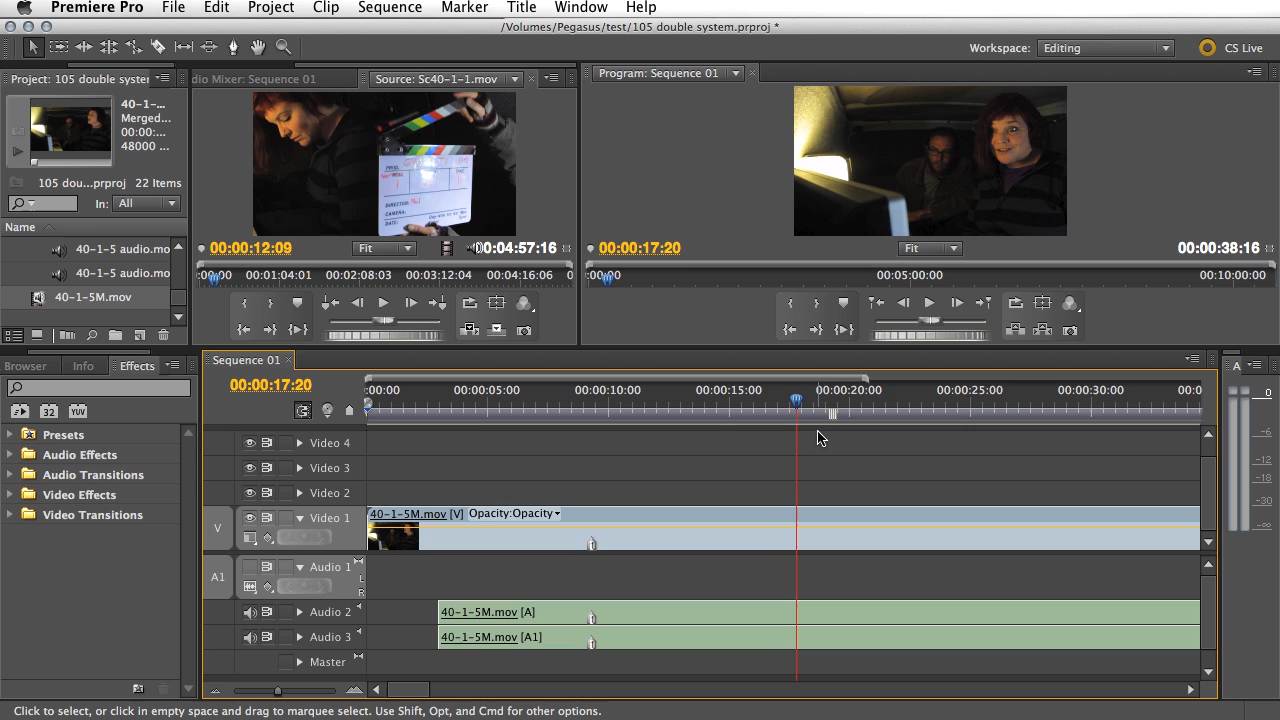 Premiere Pro File Edit Project Clip Sequence Marker Title Window Help
/Volumes/Pegasus/test/105 double system.prproj *
Workspace: Editing CS Live
Project: 105 double syster
dio Mixer: Sequence 01
Source: Sc40-1-1.mov
Program: Sequence 01
40-1-...
Merged...
00:00:...
48000 ...
105 dou...prproj 22 Items
In: All
Name
40-1-5 audio.mo
40-1-5 audio.mo
40-1-5M.mov
PROD.
DIRECTOR:
CAMERA:
DATE:
00:00:12:09 Fit 00:04:57:16
:00:00 00:01:04:01 00:02:08:03 00:03:12:04 00:04:16:06 0
00:00:17:20 Fit 00:00:38:16
:00:00 00:05:00:00 00:10:00:00
Browser Info Effects
32 YUV
Presets
Audio Effects
Audio Transitions
Video Effects
Video Transitions
Sequence 01
00:00:17:20
:00:00 00:00:05:00 00:00:10:00 00:00:15:00 00:00:20:00 00:00:25:00 00:00:30:00 00:0
Video 4
Video 3
Video 2
V Video 1
40-1-5M.mov [V] Opacity:Opacity
A1 Audio 1
L
R
Audio 2 40-1-5M.mov [A]
Audio 3 40-1-5M.mov [A1]
Master
A
0
-6
-12
-18
-30
-∞
Click to select, or click in empty space and drag to marquee select. Use Shift, Opt, and Cmd for other options.